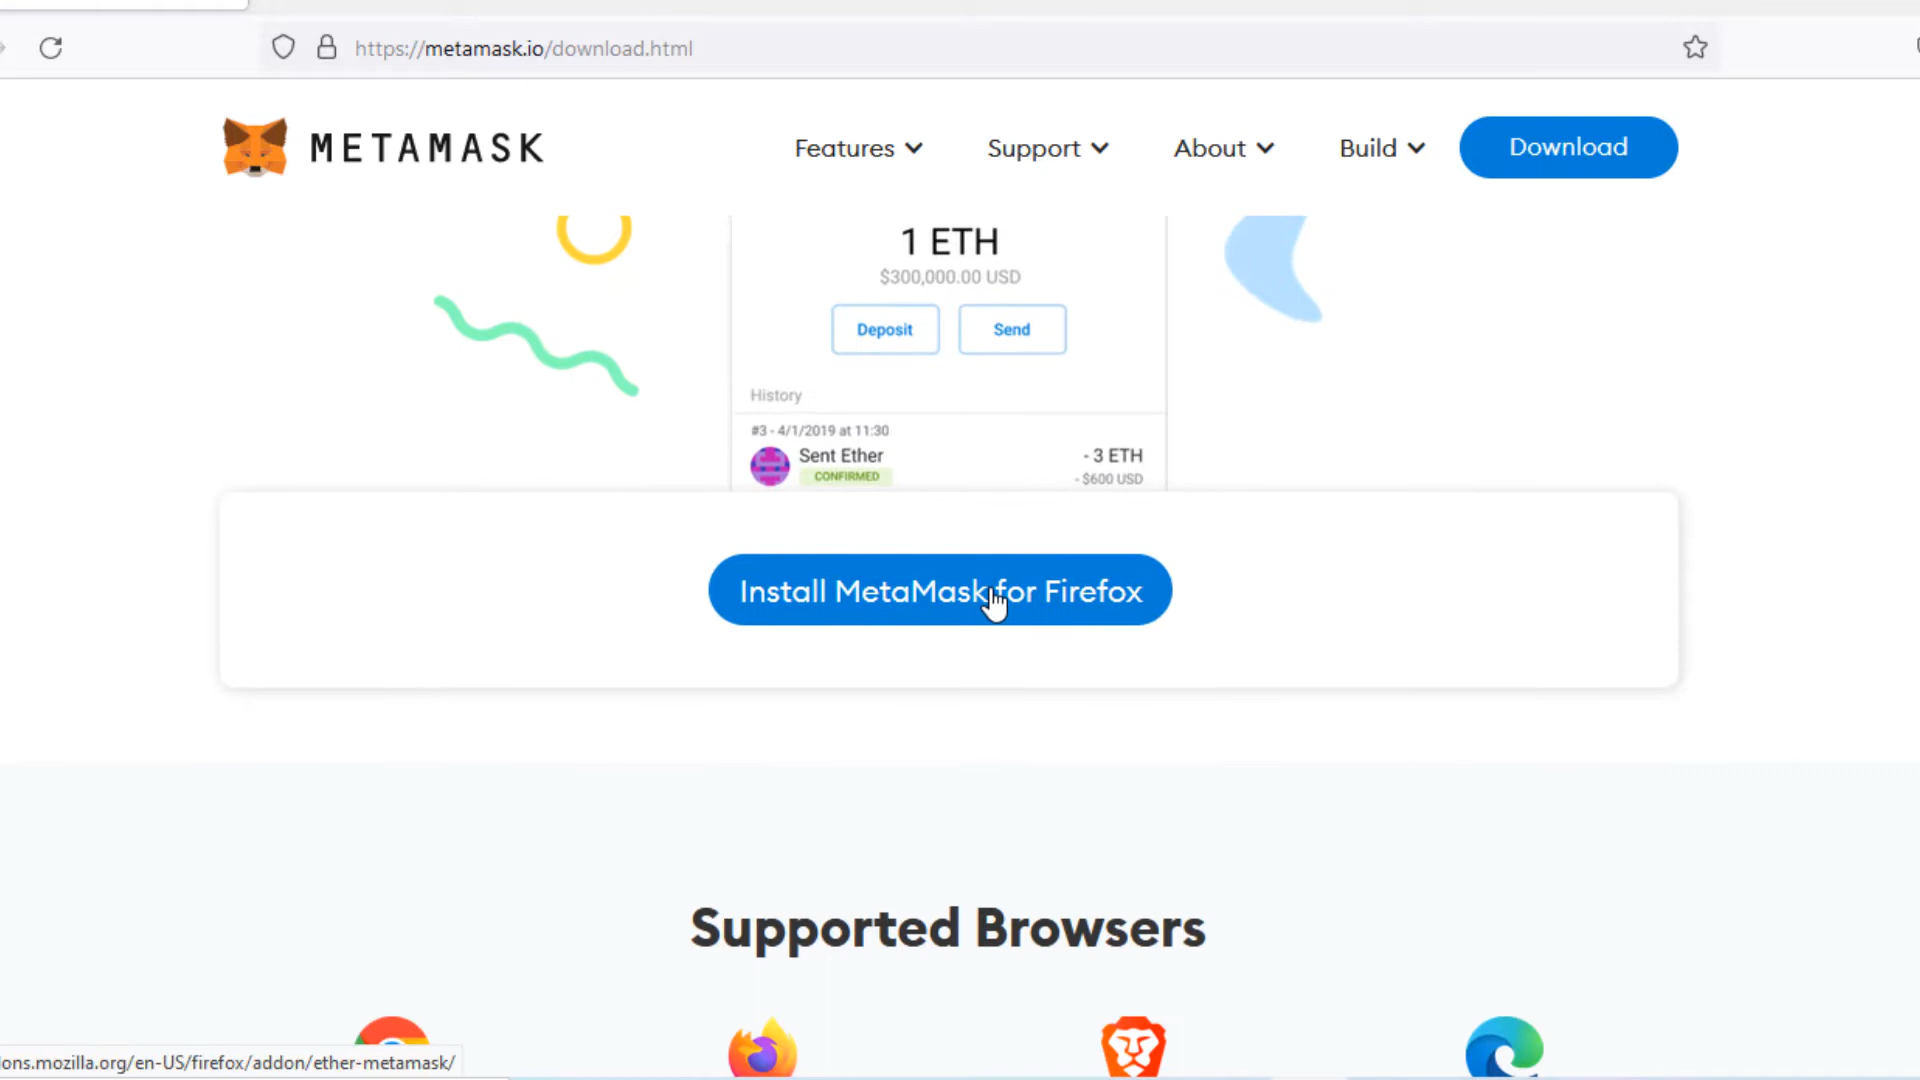 https://metamask.io/download.html
METAMASK
Features
Support
About
Build
Download
1 ETH
$300,000.00 USD
Deposit
Send
History
#3 - 4/1/2019 at 11:30
Sent Ether
- 3 ETH
CONFIRMED
- $600 USD
Install MetaMask for Firefox
Supported Browsers
ons.mozilla.org/en-US/firefox/addon/ether-metamask/